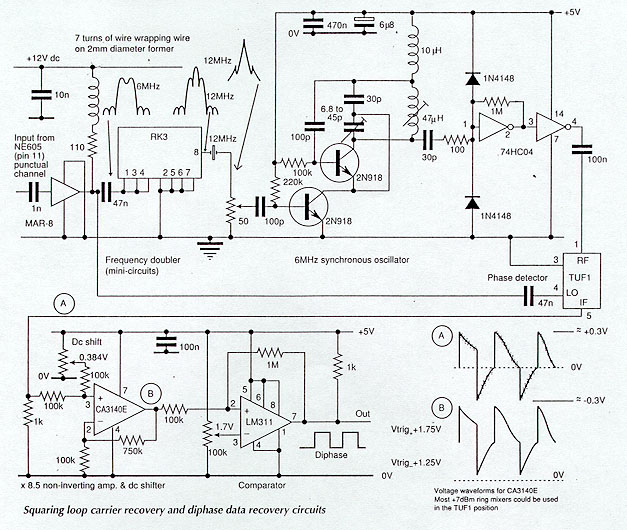 7 turns of wire wrapping wire
on 2mm diameter former
+12V dc
10n
6MHz
12MHz
12MHz
470n
0V
6µ8
+5V
10µH
1N4148
30p
6.8 to
45p
47µH
1M
Input from
NE605
(pin 11)
punctual
channel
110
RK3
8
12MHz
100p
1
2
3
14
4
74HC04
7
100n
1n
MAR-8
47n
1 3 4
2 5 6 7
50
100p
100k
220k
2N918
2N918
30p
100
1N4148
Frequency doubler
(mini-circuits)
6MHz synchronous oscillator
1
3
RF
TUF1
Phase detector
4
LO
IF
47n
5
A
Dc shift
0.384V
0V
100k
100n
+5V
1M
1k
100k
3
+
7
CA3140E
2
–
4
B
100k
2
+
5
6
8
LM311
7
Out
1k
100k
750k
1.7V
100k
3
–
4
1
Diphase
0V
x 8.5 non-inverting amp. & dc shifter
Comparator
A
≈ +0.3V
0V
≈ -0.3V
B
Vtrig +1.75V
Vtrig +1.25V
0V
Voltage waveforms for CA3140E
Most +7dBm ring mixers could be used
in the TUF1 position
Squaring loop carrier recovery and diphase data recovery circuits